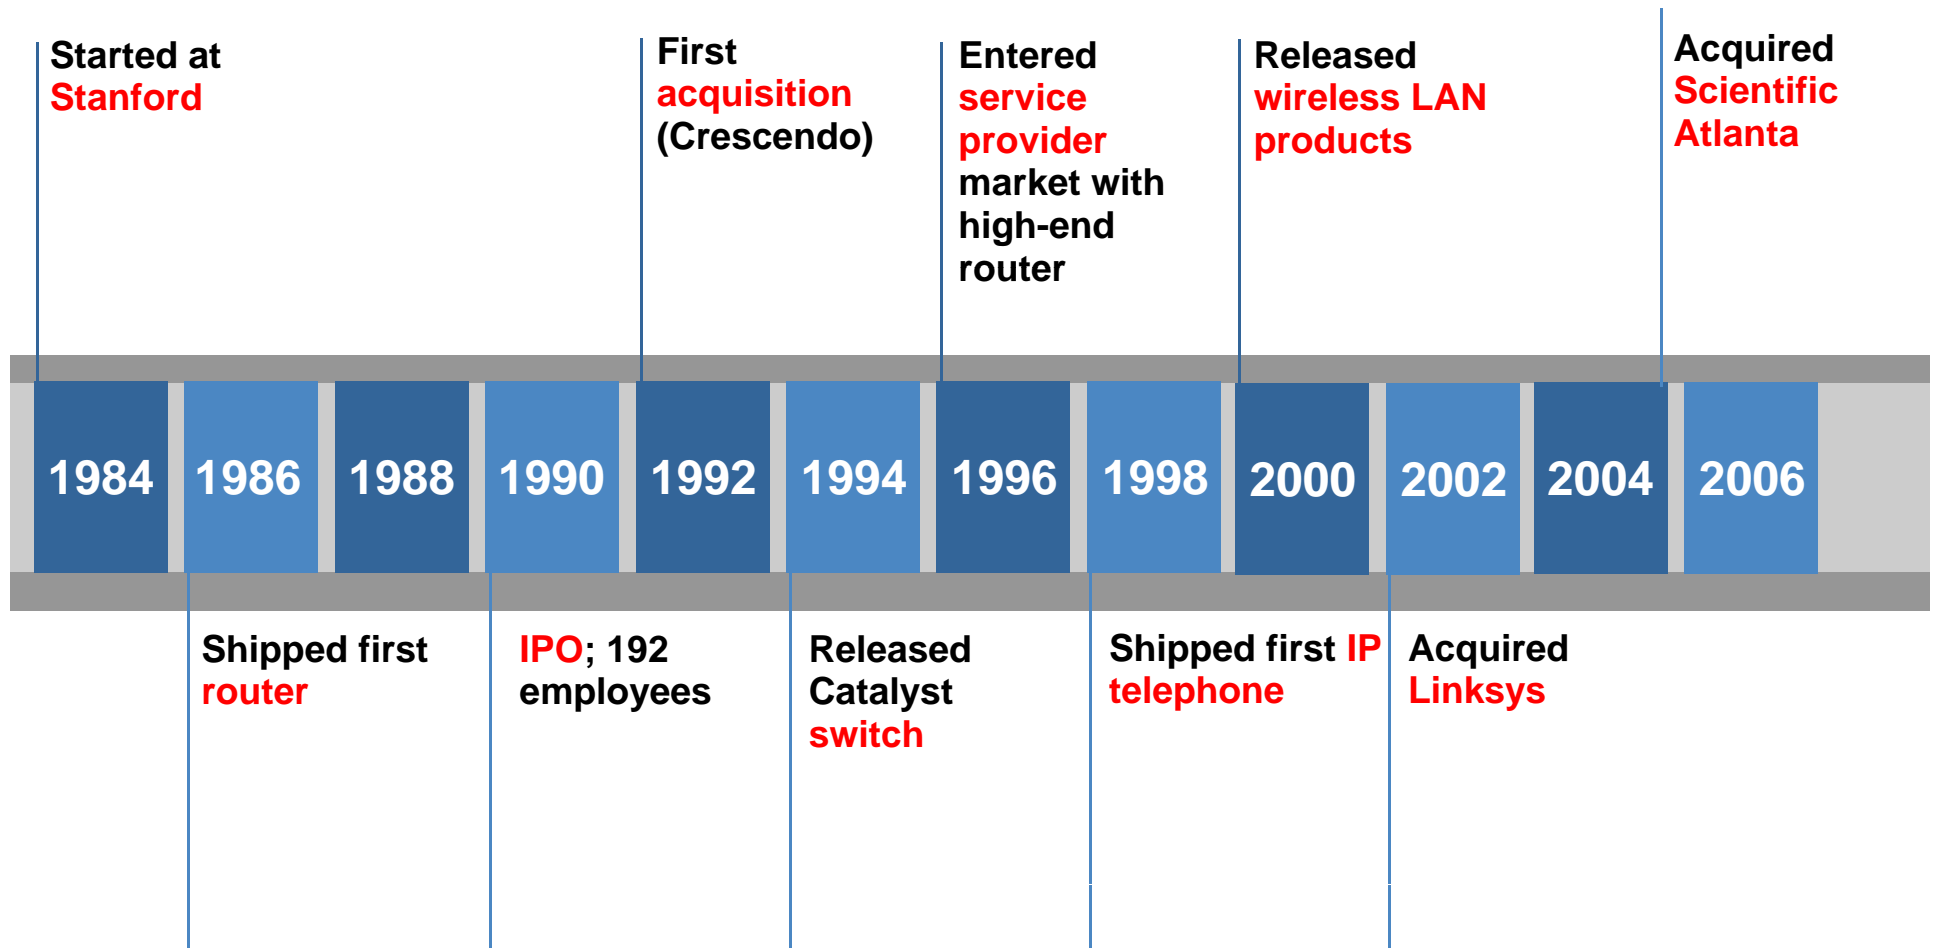 Started at
Stanford
First
acquisition
(Crescendo)
Entered
service
provider
market with
high-end
router
Released
wireless LAN
products
Acquired
Scientific
Atlanta
1984
1986
1988
1990
1992
1994
1996
1998
2000
2002
2004
2006
Shipped first
router
IPO; 192
employees
Released
Catalyst
switch
Shipped first IP
telephone
Acquired
Linksys